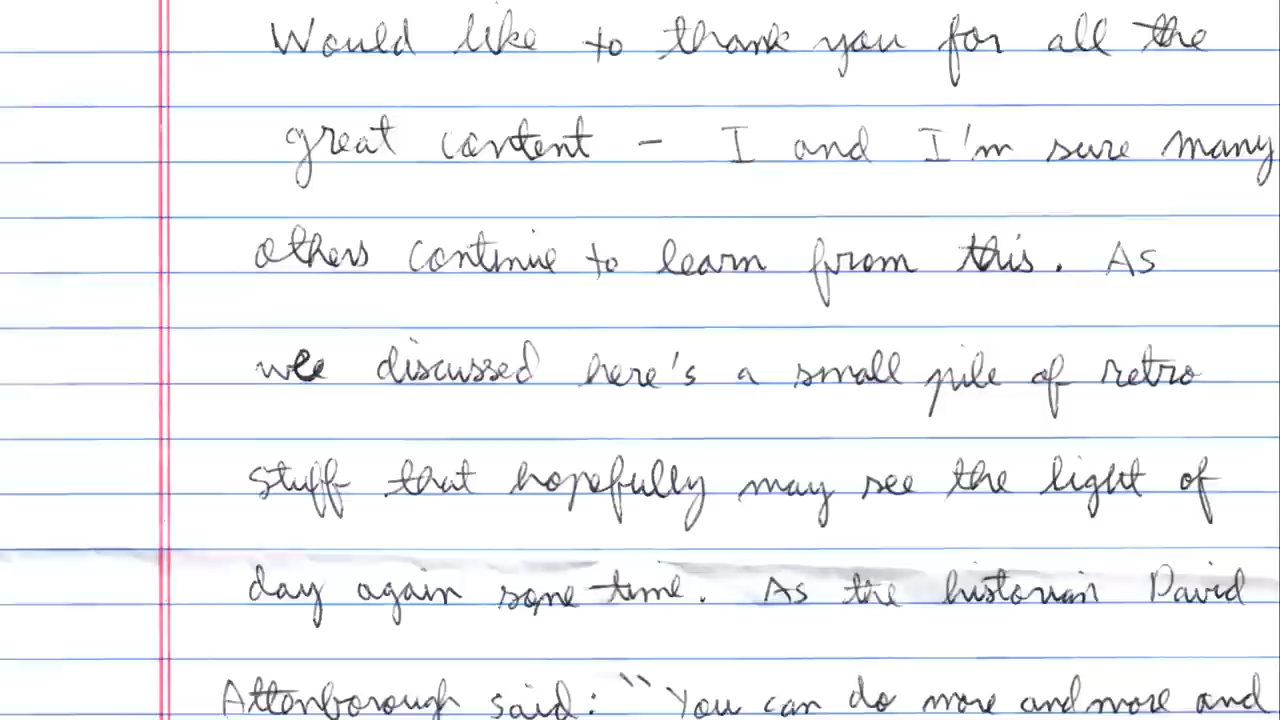 Would like to thank you for all the
great content - I and I'm sure many
others continue to learn from this. As
we discussed here's a small pile of retro
stuff that hopefully may see the light of
day again some time. As the historian David
Attenborough said: "You can do more and more and